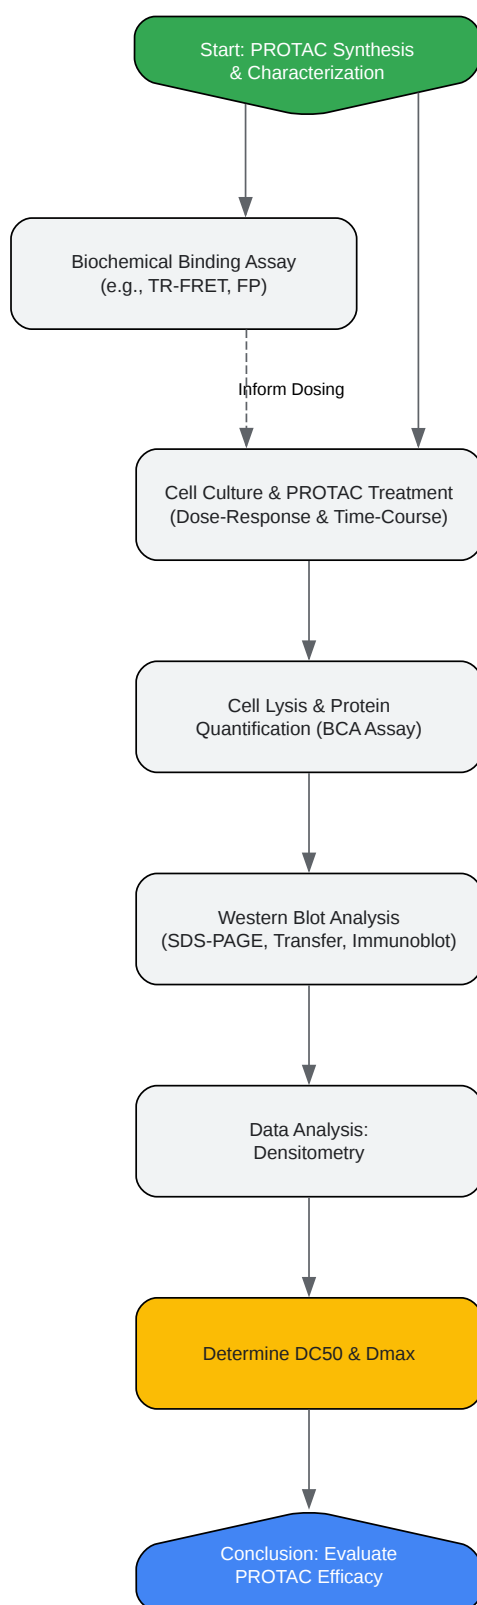 Start: PROTAC Synthesis
& Characterization
Biochemical Binding Assay
(e.g., TR-FRET, FP)
Inform Dosing
Cell Culture & PROTAC Treatment
(Dose-Response & Time-Course)
Cell Lysis & Protein
Quantification (BCA Assay)
Western Blot Analysis
(SDS-PAGE, Transfer, Immunoblot)
Data Analysis:
Densitometry
Determine DC50 & Dmax
Conclusion: Evaluate
PROTAC Efficacy